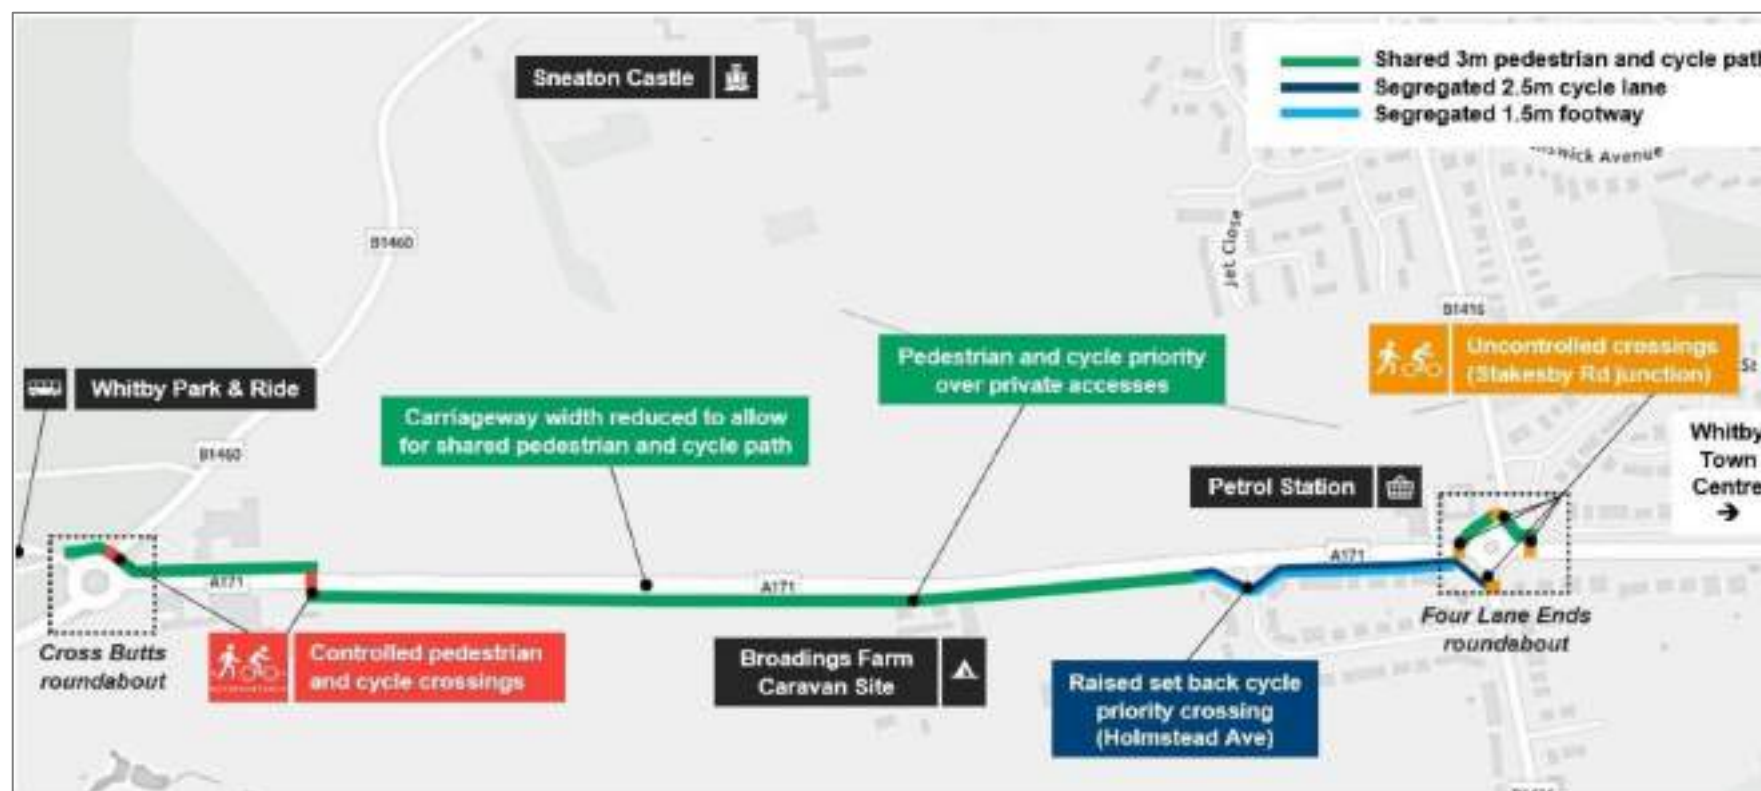 Shared 3m pedestrian and cycle path
Segregated 2.5m cycle lane
Segregated 1.5m footway
Sneaton Castle
Avenue
B1460
Jet Close
B1416
Uncontrolled crossings
(Stakesby Rd junction)
St
Pedestrian and cycle priority
over private accesses
Whitby Park & Ride
Carriageway width reduced to allow
for shared pedestrian and cycle path
B1460
Whitby
Town
Centre
→
Petrol Station
A171
A171
A171
Cross Butts
roundabout
Controlled pedestrian
and cycle crossings
Broadings Farm
Caravan Site
Raised set back cycle
priority crossing
(Holmstead Ave)
Four Lane Ends
roundabout